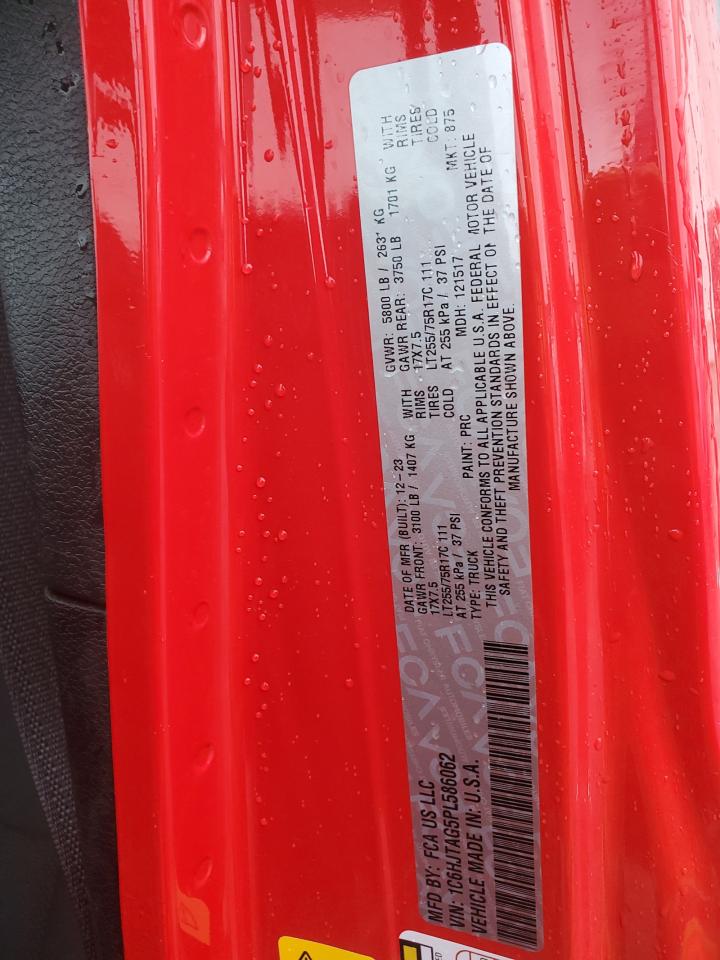 MFD BY: FCA US LLC
VIN: 1C6HJTAG5PL586062
VEHICLE MADE IN: U.S.A.
DATE OF MFR (BUILT): 12-23 GVWR: 5800 LB / 2631 KG
GAWR FRONT: 3100 LB / 1407 KG WITH GAWR REAR: 3750 LB 1701 KG WITH
17X7.5 RIMS 17X7.5 RIMS
LT255/75R17C 111 TIRES LT255/75R17C 111 TIRES
AT 255 kPa / 37 PSI COLD AT 255 kPa / 37 PSI COLD
TYPE: TRUCK PAINT: PRC MDH: 121517 MKT: 875
THIS VEHICLE CONFORMS TO ALL APPLICABLE U.S.A. FEDERAL MOTOR VEHICLE
SAFETY AND THEFT PREVENTION STANDARDS IN EFFECT ON THE DATE OF
MANUFACTURE SHOWN ABOVE.